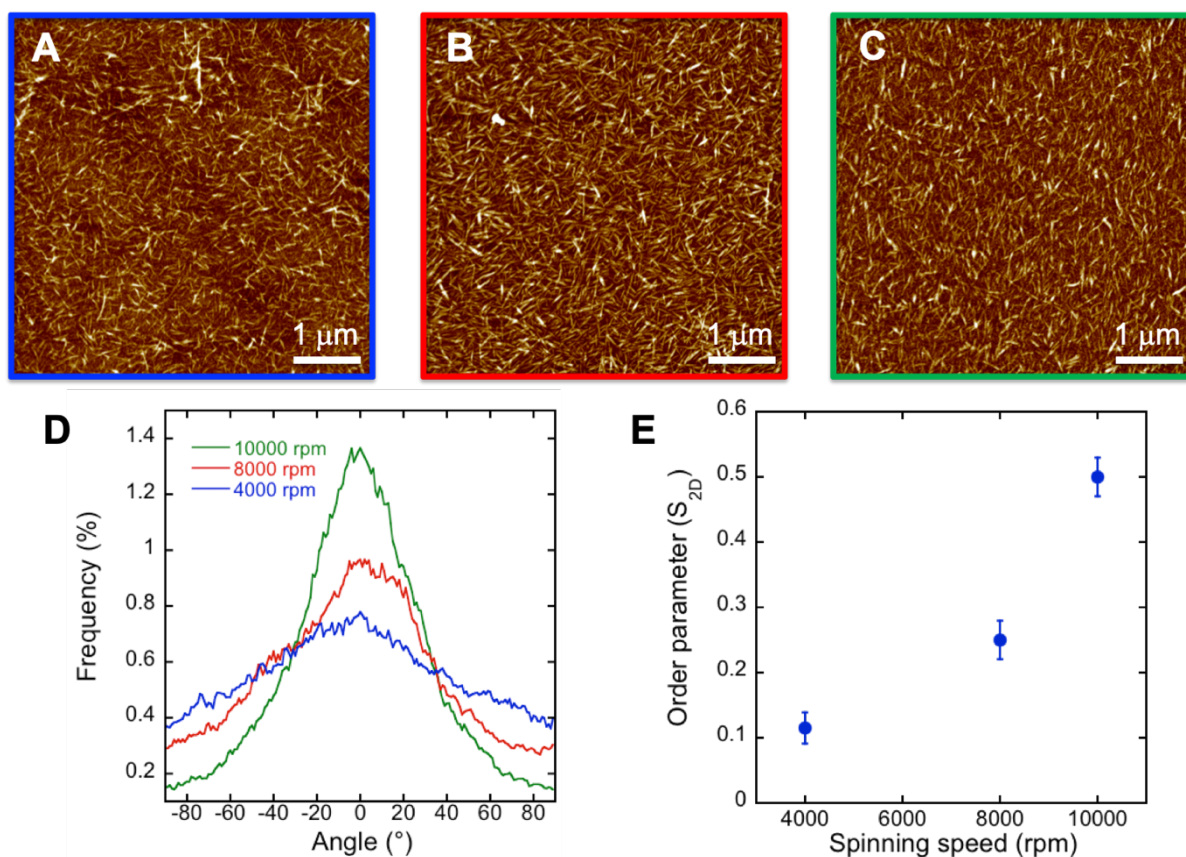 A
B
C
1 μm
1 μm
1 μm
D
10000 rpm
8000 rpm
4000 rpm
Frequency (%)
1.4
1.2
1
0.8
0.6
0.4
0.2
-80 -60 -40 -20 0 20 40 60 80
Angle (°)
E
Order parameter (S2D)
0.6
0.5
0.4
0.3
0.2
0.1
0
4000 6000 8000 10000
Spinning speed (rpm)